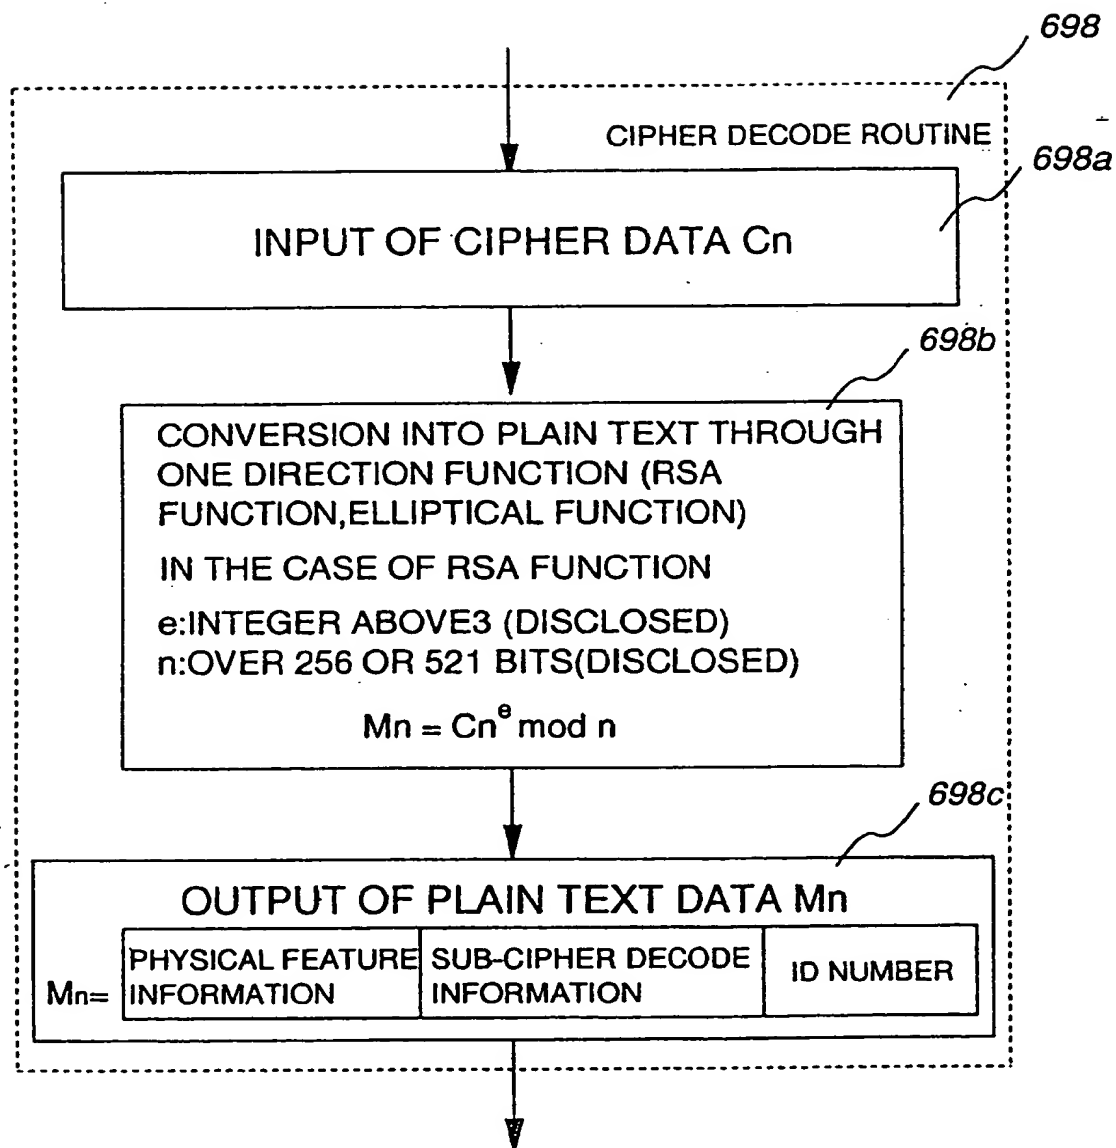 698
CIPHER DECODE ROUTINE
698a
INPUT OF CIPHER DATA Cn
698b
CONVERSION INTO PLAIN TEXT THROUGH
ONE DIRECTION FUNCTION (RSA
FUNCTION,ELLIPTICAL FUNCTION)
IN THE CASE OF RSA FUNCTION
e:INTEGER ABOVE3 (DISCLOSED)
n:OVER 256 OR 521 BITS(DISCLOSED)
Mn = Cn^e mod n
698c
OUTPUT OF PLAIN TEXT DATA Mn
Mn=
PHYSICAL FEATURE
INFORMATION
SUB-CIPHER DECODE
INFORMATION
ID NUMBER